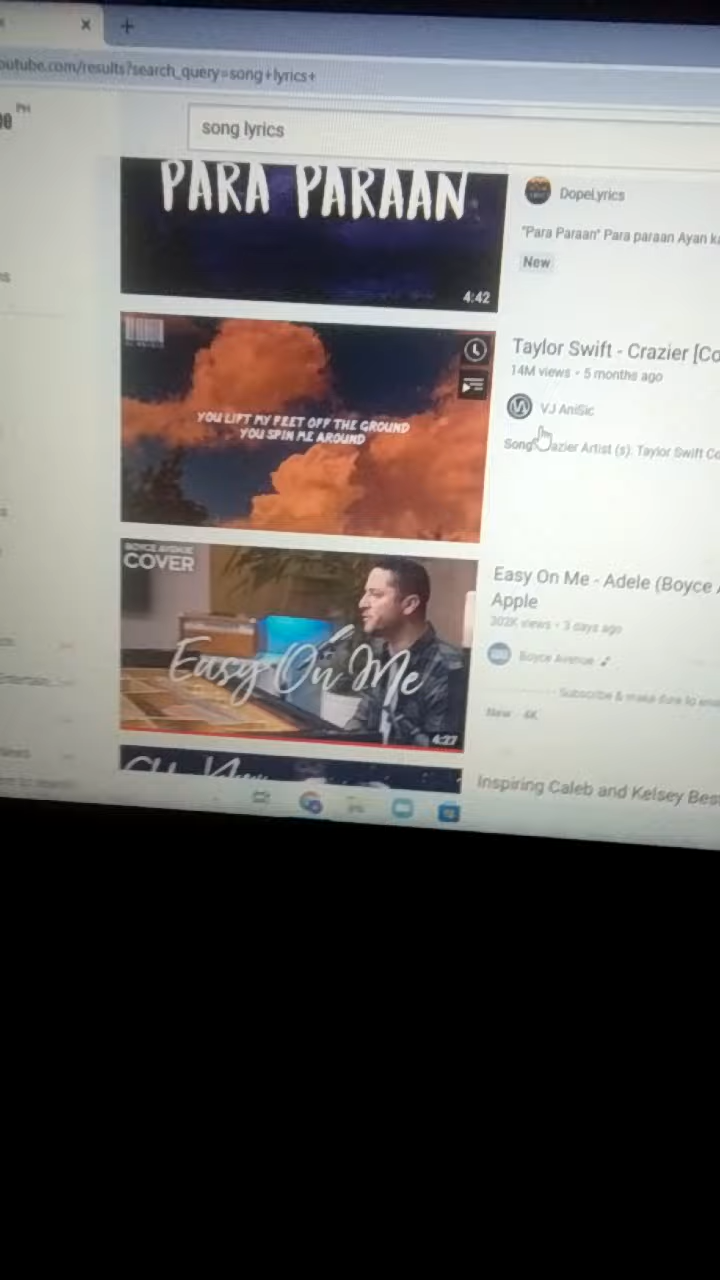 outube.com/results?search_query=song+lyrics+
PM
song lyrics
PARA PARAAN
4:42
DopeLyrics
"Para Paraan" Para paraan Ayan ka
New
YOU LIFT MY FEET OFF THE GROUND
YOU SPIN ME AROUND
Taylor Swift - Crazier [Co
14M views • 5 months ago
VJ AniSic
Song azier Artist (s): Taylor Swift Co
BOYCE AVENUE
COVER
Easy On Me
4:27
Easy On Me - Adele (Boyce A
Apple
302K views • 3 days ago
Boyce Avenue
Subscribe & make sure to
New 4K
Inspiring Caleb and Kelsey Bes